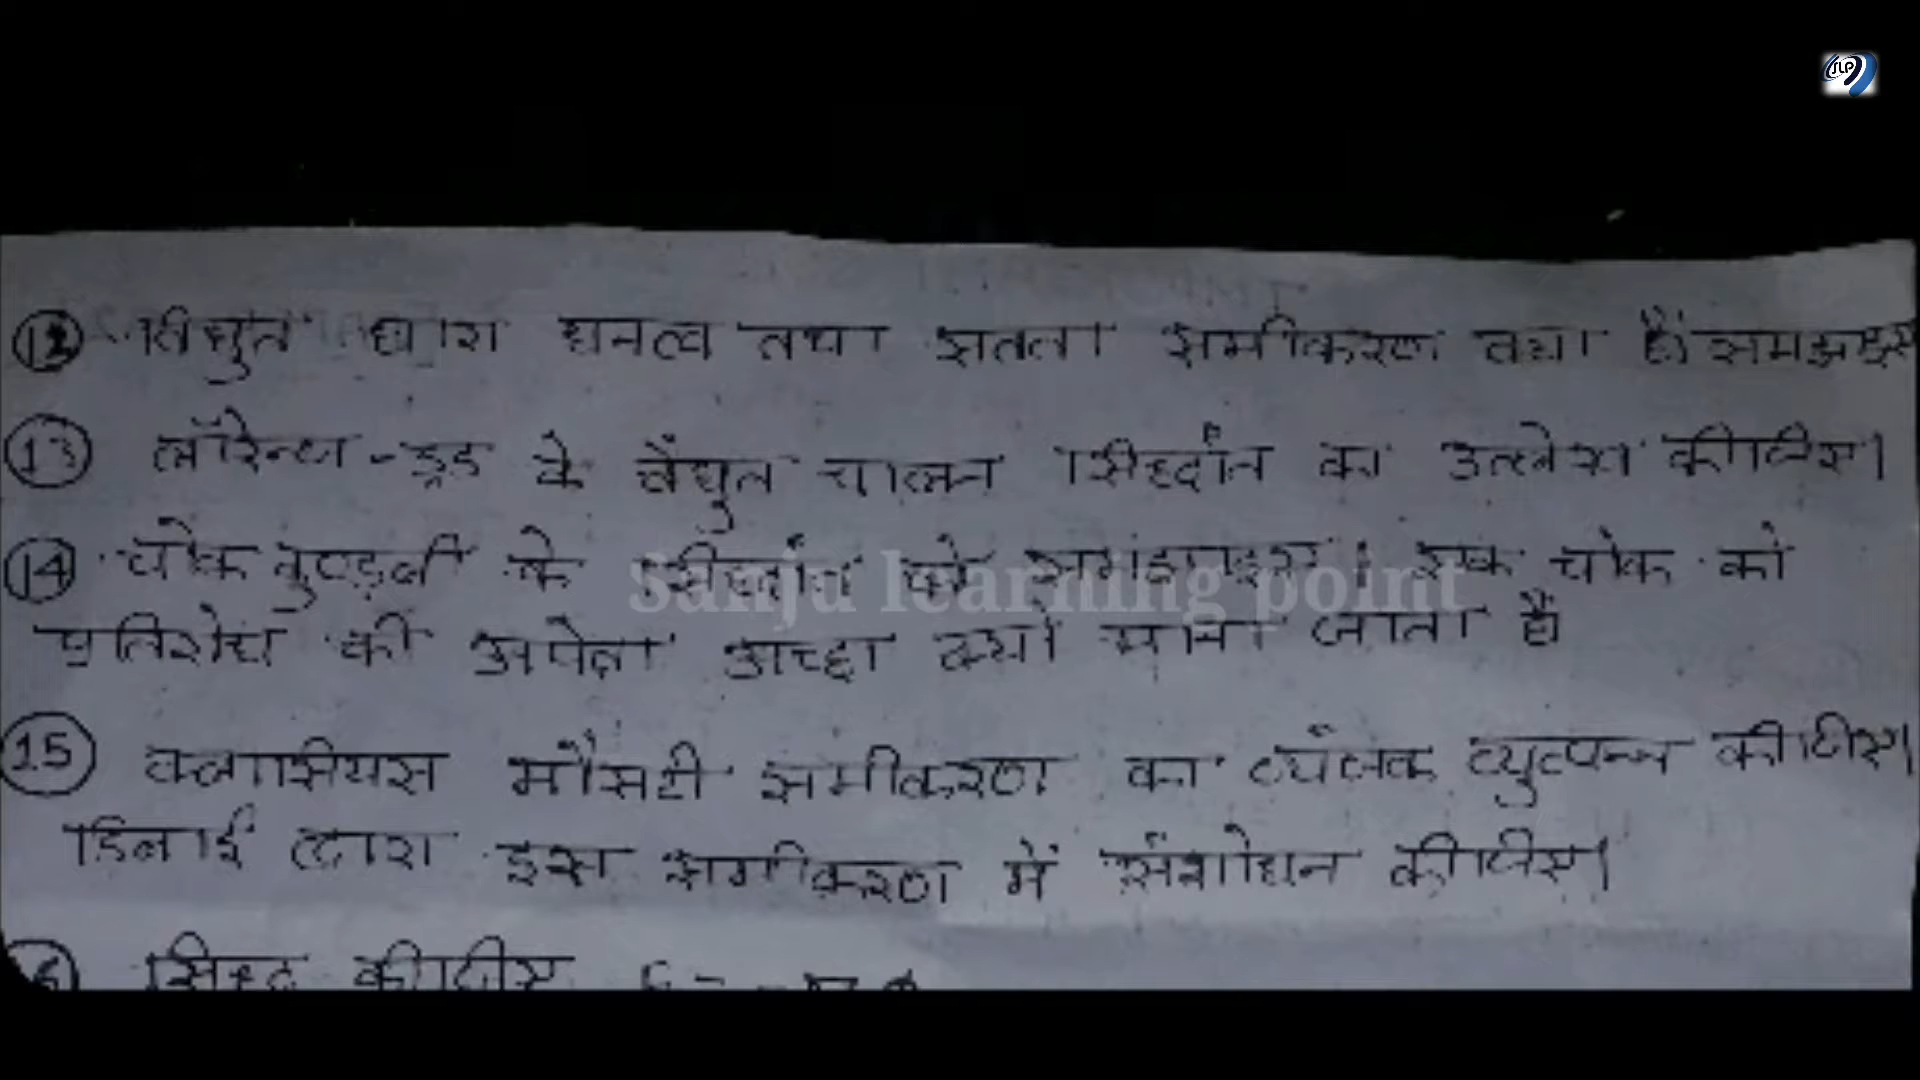 SLP
(12) विधुत धारा घनत्व तथा सतता समीकरण क्या है। समझाइए
(13) लॉरेन्ज - ड्रूड के वैधुत चालन सिद्धांत का उल्लेख कीजिए।
(14) चोक कुण्डली के सिद्धांत को समझाइए। एक चोक को
प्रतिरोध की अपेक्षा अच्छा क्यों माना जाता है
Sanju learning point
(15) क्लासियस मौसटी समीकरण का व्यंजक व्युत्पन्न कीजिए।
डिबाई द्वारा इस समीकरण में संशोधन कीजिए।
सिद्ध कीजिए